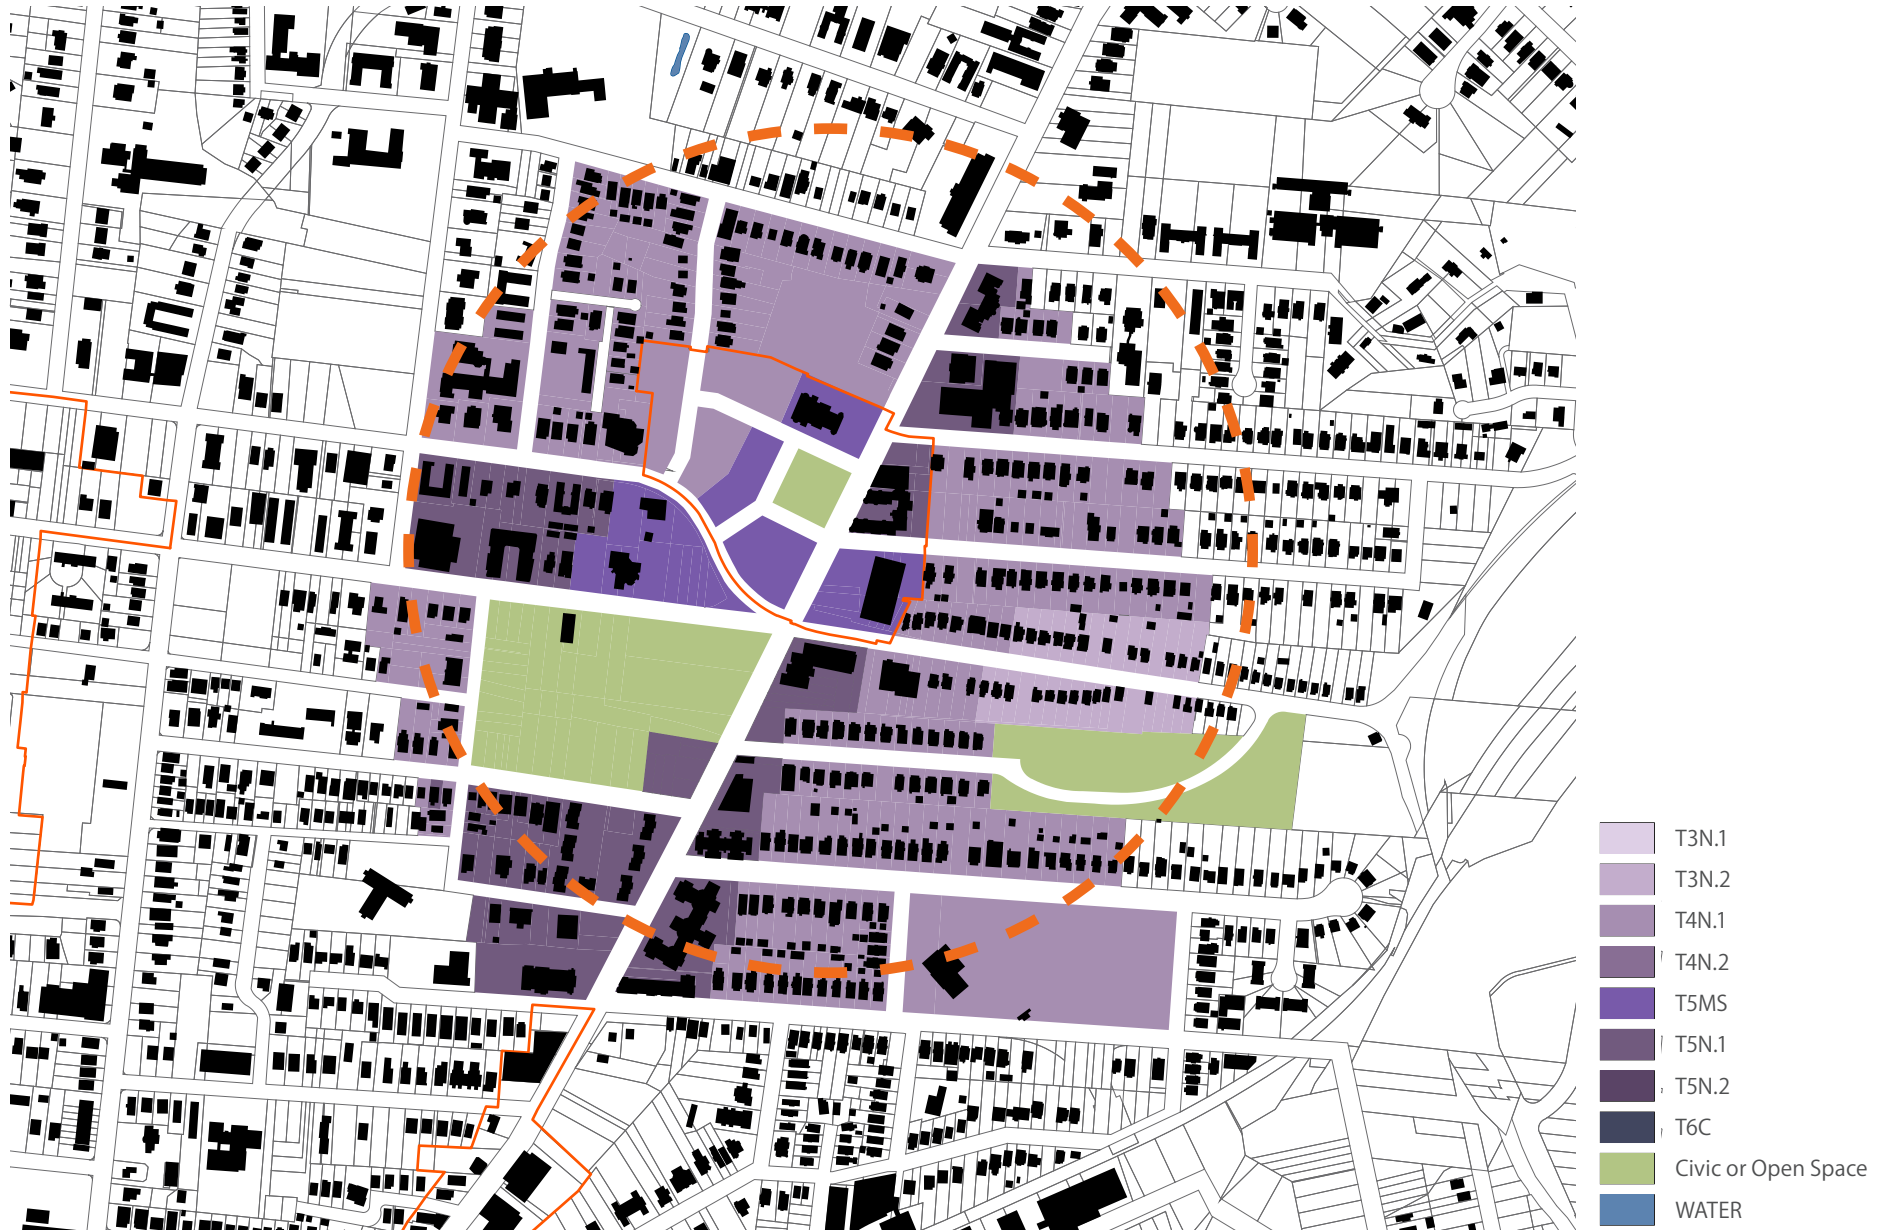 T3N.1
T3N.2
T4N.1
T4N.2
T5MS
T5N.1
T5N.2
T6C
Civic or Open Space
WATER